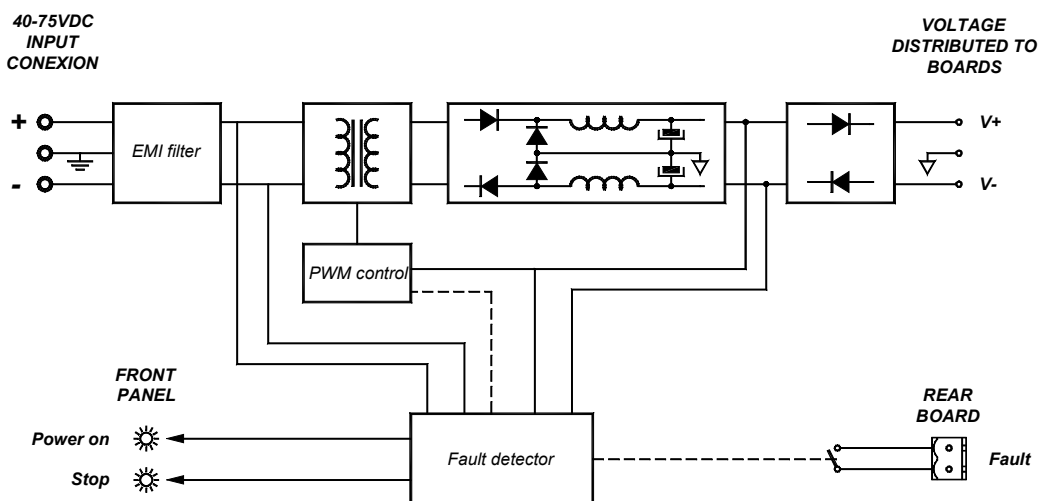 40-75VDC
INPUT
CONEXION
VOLTAGE
DISTRIBUTED TO
BOARDS
+
-
EMI filter
V+
V-
PWM control
FRONT
PANEL
Power on
Stop
Fault detector
REAR
BOARD
Fault